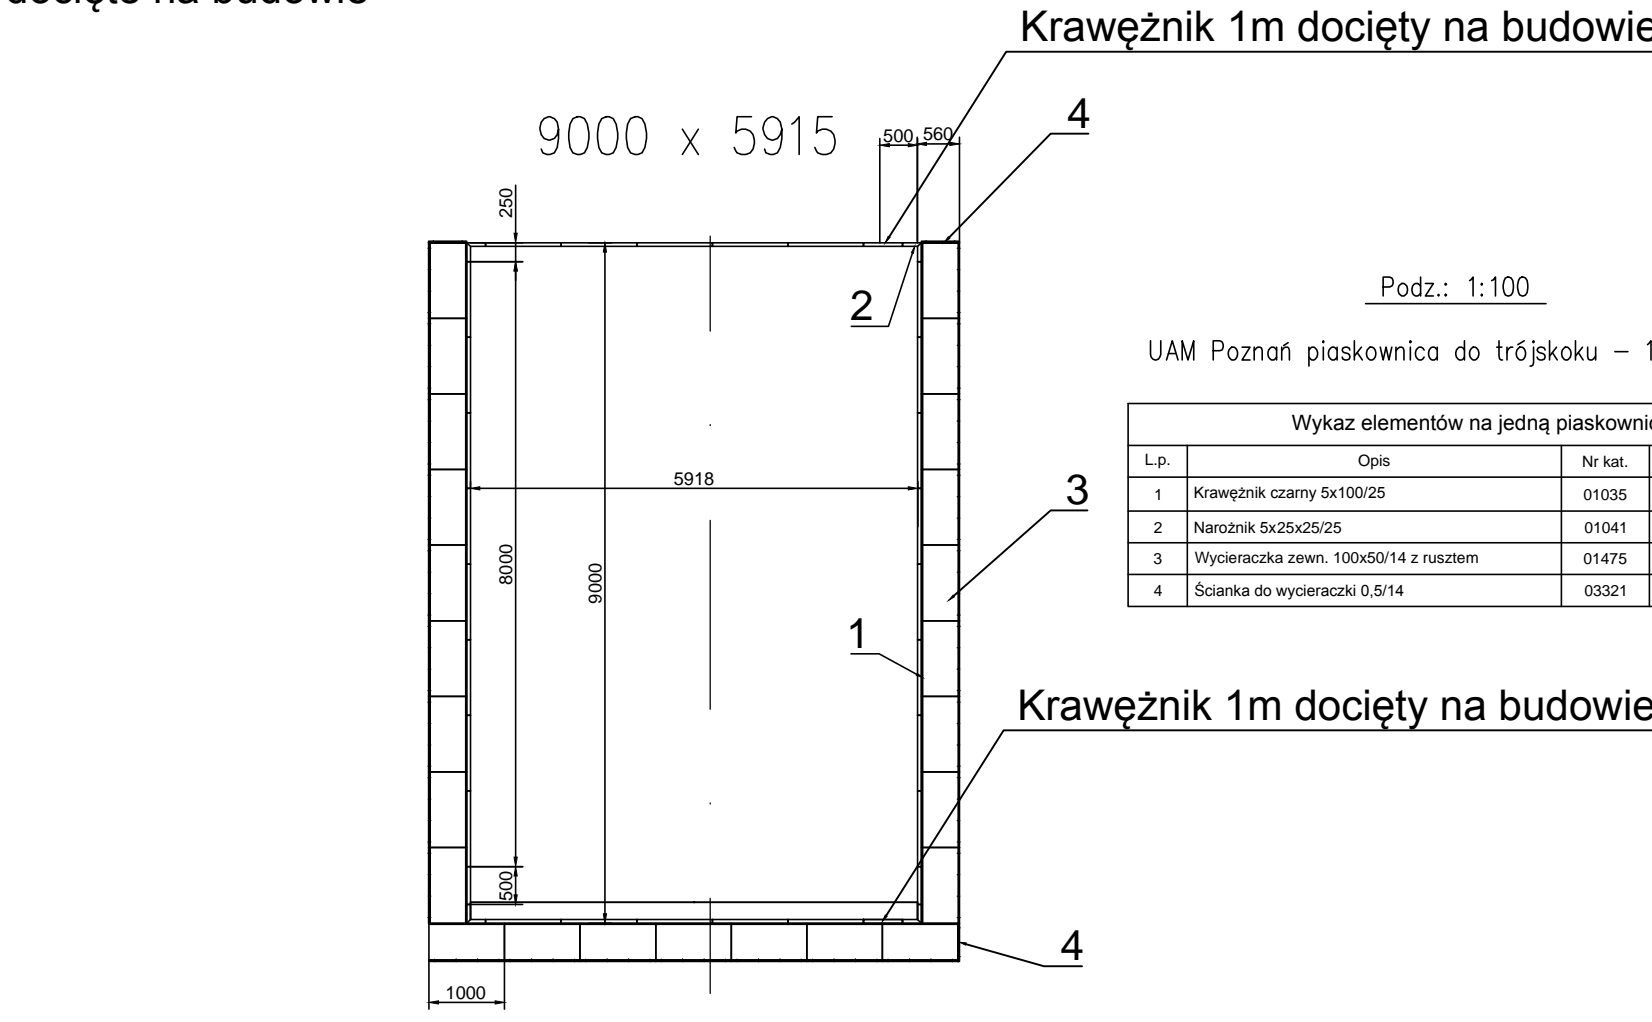 docięte na budowie
Krawężnik 1m docięty na budowie
9000 x 5915
500 560
4
250
2
Podz.: 1:100
UAM Poznań piaskownica do trójskoku – 1
Wykaz elementów na jedną piaskownic
L.p. Opis Nr kat.
1 Krawężnik czarny 5x100/25 01035
2 Narożnik 5x25x25/25 01041
3 Wycieraczka zewn. 100x50/14 z rusztem 01475
4 Ścianka do wycieraczki 0,5/14 03321
5918
3
8000
9000
1
Krawężnik 1m docięty na budowie
500
4
1000